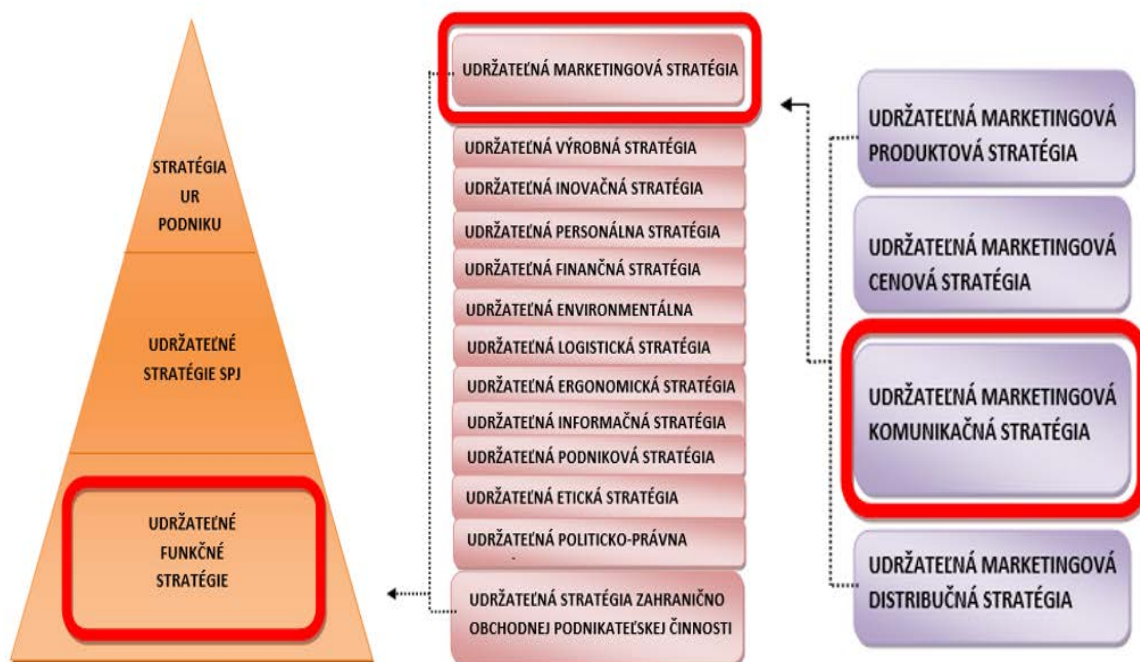 STRATÉGIA
UR
PODNIKU
UDRŽATEĽNÉ
STRATÉGIE SPJ
UDRŽATEĽNÉ
FUNKČNÉ
STRATÉGIE
UDRŽATEĽNÁ MARKETINGOVÁ STRATÉGIA
UDRŽATEĽNÁ VÝROBNÁ STRATÉGIA
UDRŽATEĽNÁ INOVAČNÁ STRATÉGIA
UDRŽATEĽNÁ PERSONÁLNA STRATÉGIA
UDRŽATEĽNÁ FINANČNÁ STRATÉGIA
UDRŽATEĽNÁ ENVIRONMENTÁLNA
UDRŽATEĽNÁ LOGISTICKÁ STRATÉGIA
UDRŽATEĽNÁ ERGONOMICKÁ STRATÉGIA
UDRŽATEĽNÁ INFORMAČNÁ STRATÉGIA
UDRŽATEĽNÁ PODNIKOVÁ STRATÉGIA
UDRŽATEĽNÁ ETICKÁ STRATÉGIA
UDRŽATEĽNÁ POLITICKO-PRÁVNA
UDRŽATEĽNÁ STRATÉGIA ZAHRANIČNO
OBCHODNEJ PODNIKATEĽSKEJ ČINNOSTI
UDRŽATEĽNÁ MARKETINGOVÁ
PRODUKTOVÁ STRATÉGIA
UDRŽATEĽNÁ MARKETINGOVÁ
CENOVÁ STRATÉGIA
UDRŽATEĽNÁ MARKETINGOVÁ
KOMUNIKAČNÁ STRATÉGIA
UDRŽATEĽNÁ MARKETINGOVÁ
DISTRIBUČNÁ STRATÉGIA